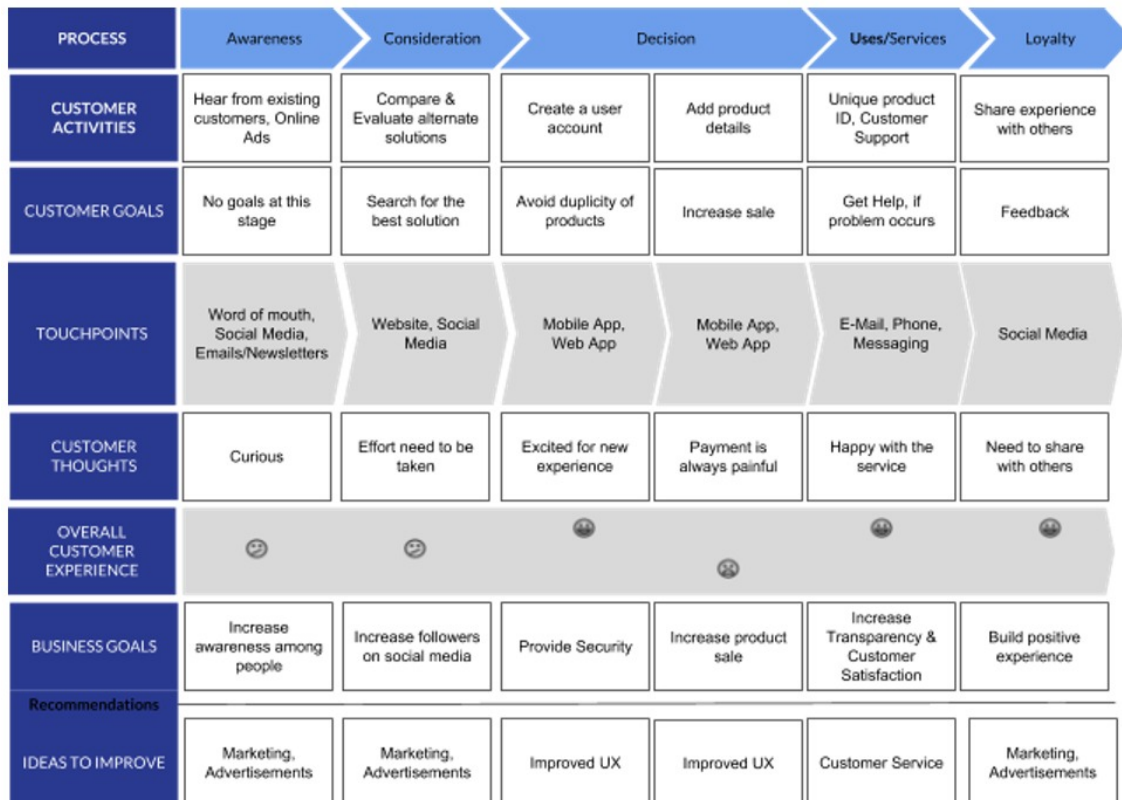 PROCESS
Awareness
Consideration
Decision
Uses/Services
Loyalty
CUSTOMER
ACTIVITIES
Hear from existing
customers, Online
Ads
Compare &
Evaluate alternate
solutions
Create a user
account
Add product
details
Unique product
ID, Customer
Support
Share experience
with others
CUSTOMER GOALS
No goals at this
stage
Search for the
best solution
Avoid duplicity of
products
Increase sale
Get Help, if
problem occurs
Feedback
TOUCHPOINTS
Word of mouth,
Social Media,
Emails/Newsletters
Website, Social
Media
Mobile App,
Web App
Mobile App,
Web App
E-Mail, Phone,
Messaging
Social Media
CUSTOMER
THOUGHTS
Curious
Effort need to be
taken
Excited for new
experience
Payment is
always painful
Happy with the
service
Need to share
with others
OVERALL
CUSTOMER
EXPERIENCE
BUSINESS GOALS
Increase
awareness among
people
Increase followers
on social media
Provide Security
Increase product
sale
Increase
Transparency &
Customer
Satisfaction
Build positive
experience
Recommendations
IDEAS TO IMPROVE
Marketing,
Advertisements
Marketing,
Advertisements
Improved UX
Improved UX
Customer Service
Marketing,
Advertisements